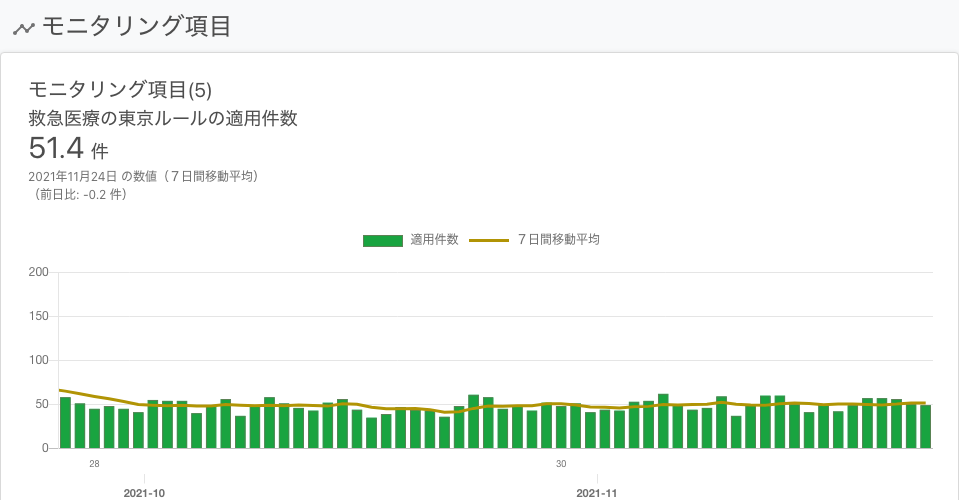 モニタリング項目
モニタリング項目(5)
救急医療の東京ルールの適用件数
51.4 件
2021年11月24日 の数値（７日間移動平均）
（前日比: -0.2 件）
適用件数 ７日間移動平均
200
150
100
50
0
28 30
2021-10 2021-11